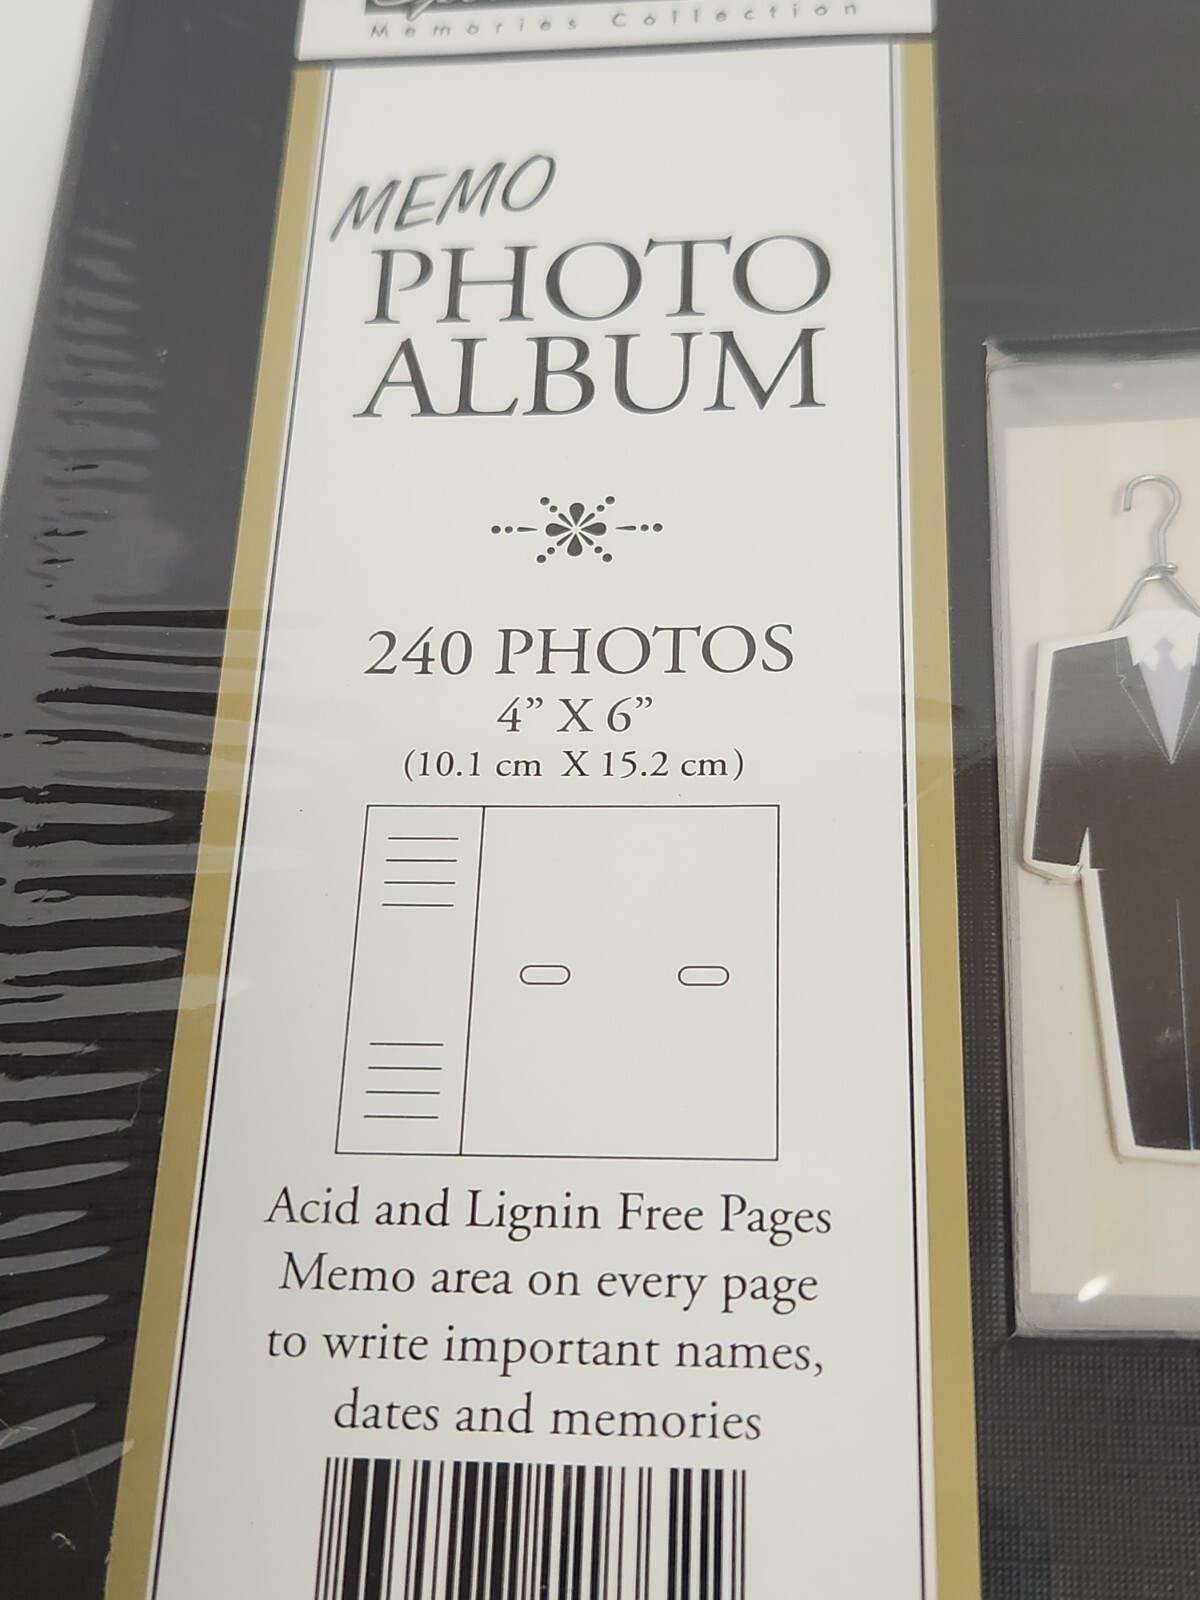 Memories Collection
MEMO
PHOTO
ALBUM
240 PHOTOS
4” X 6”
(10.1 cm X 15.2 cm)
Acid and Lignin Free Pages
Memo area on every page
to write important names,
dates and memories